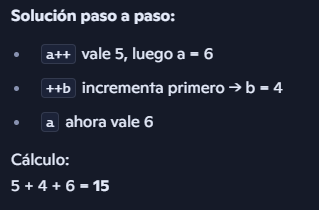 Solución paso a paso:
• a++ vale 5, luego a = 6
• ++b incrementa primero → b = 4
• a ahora vale 6
Cálculo:
5 + 4 + 6 = 15